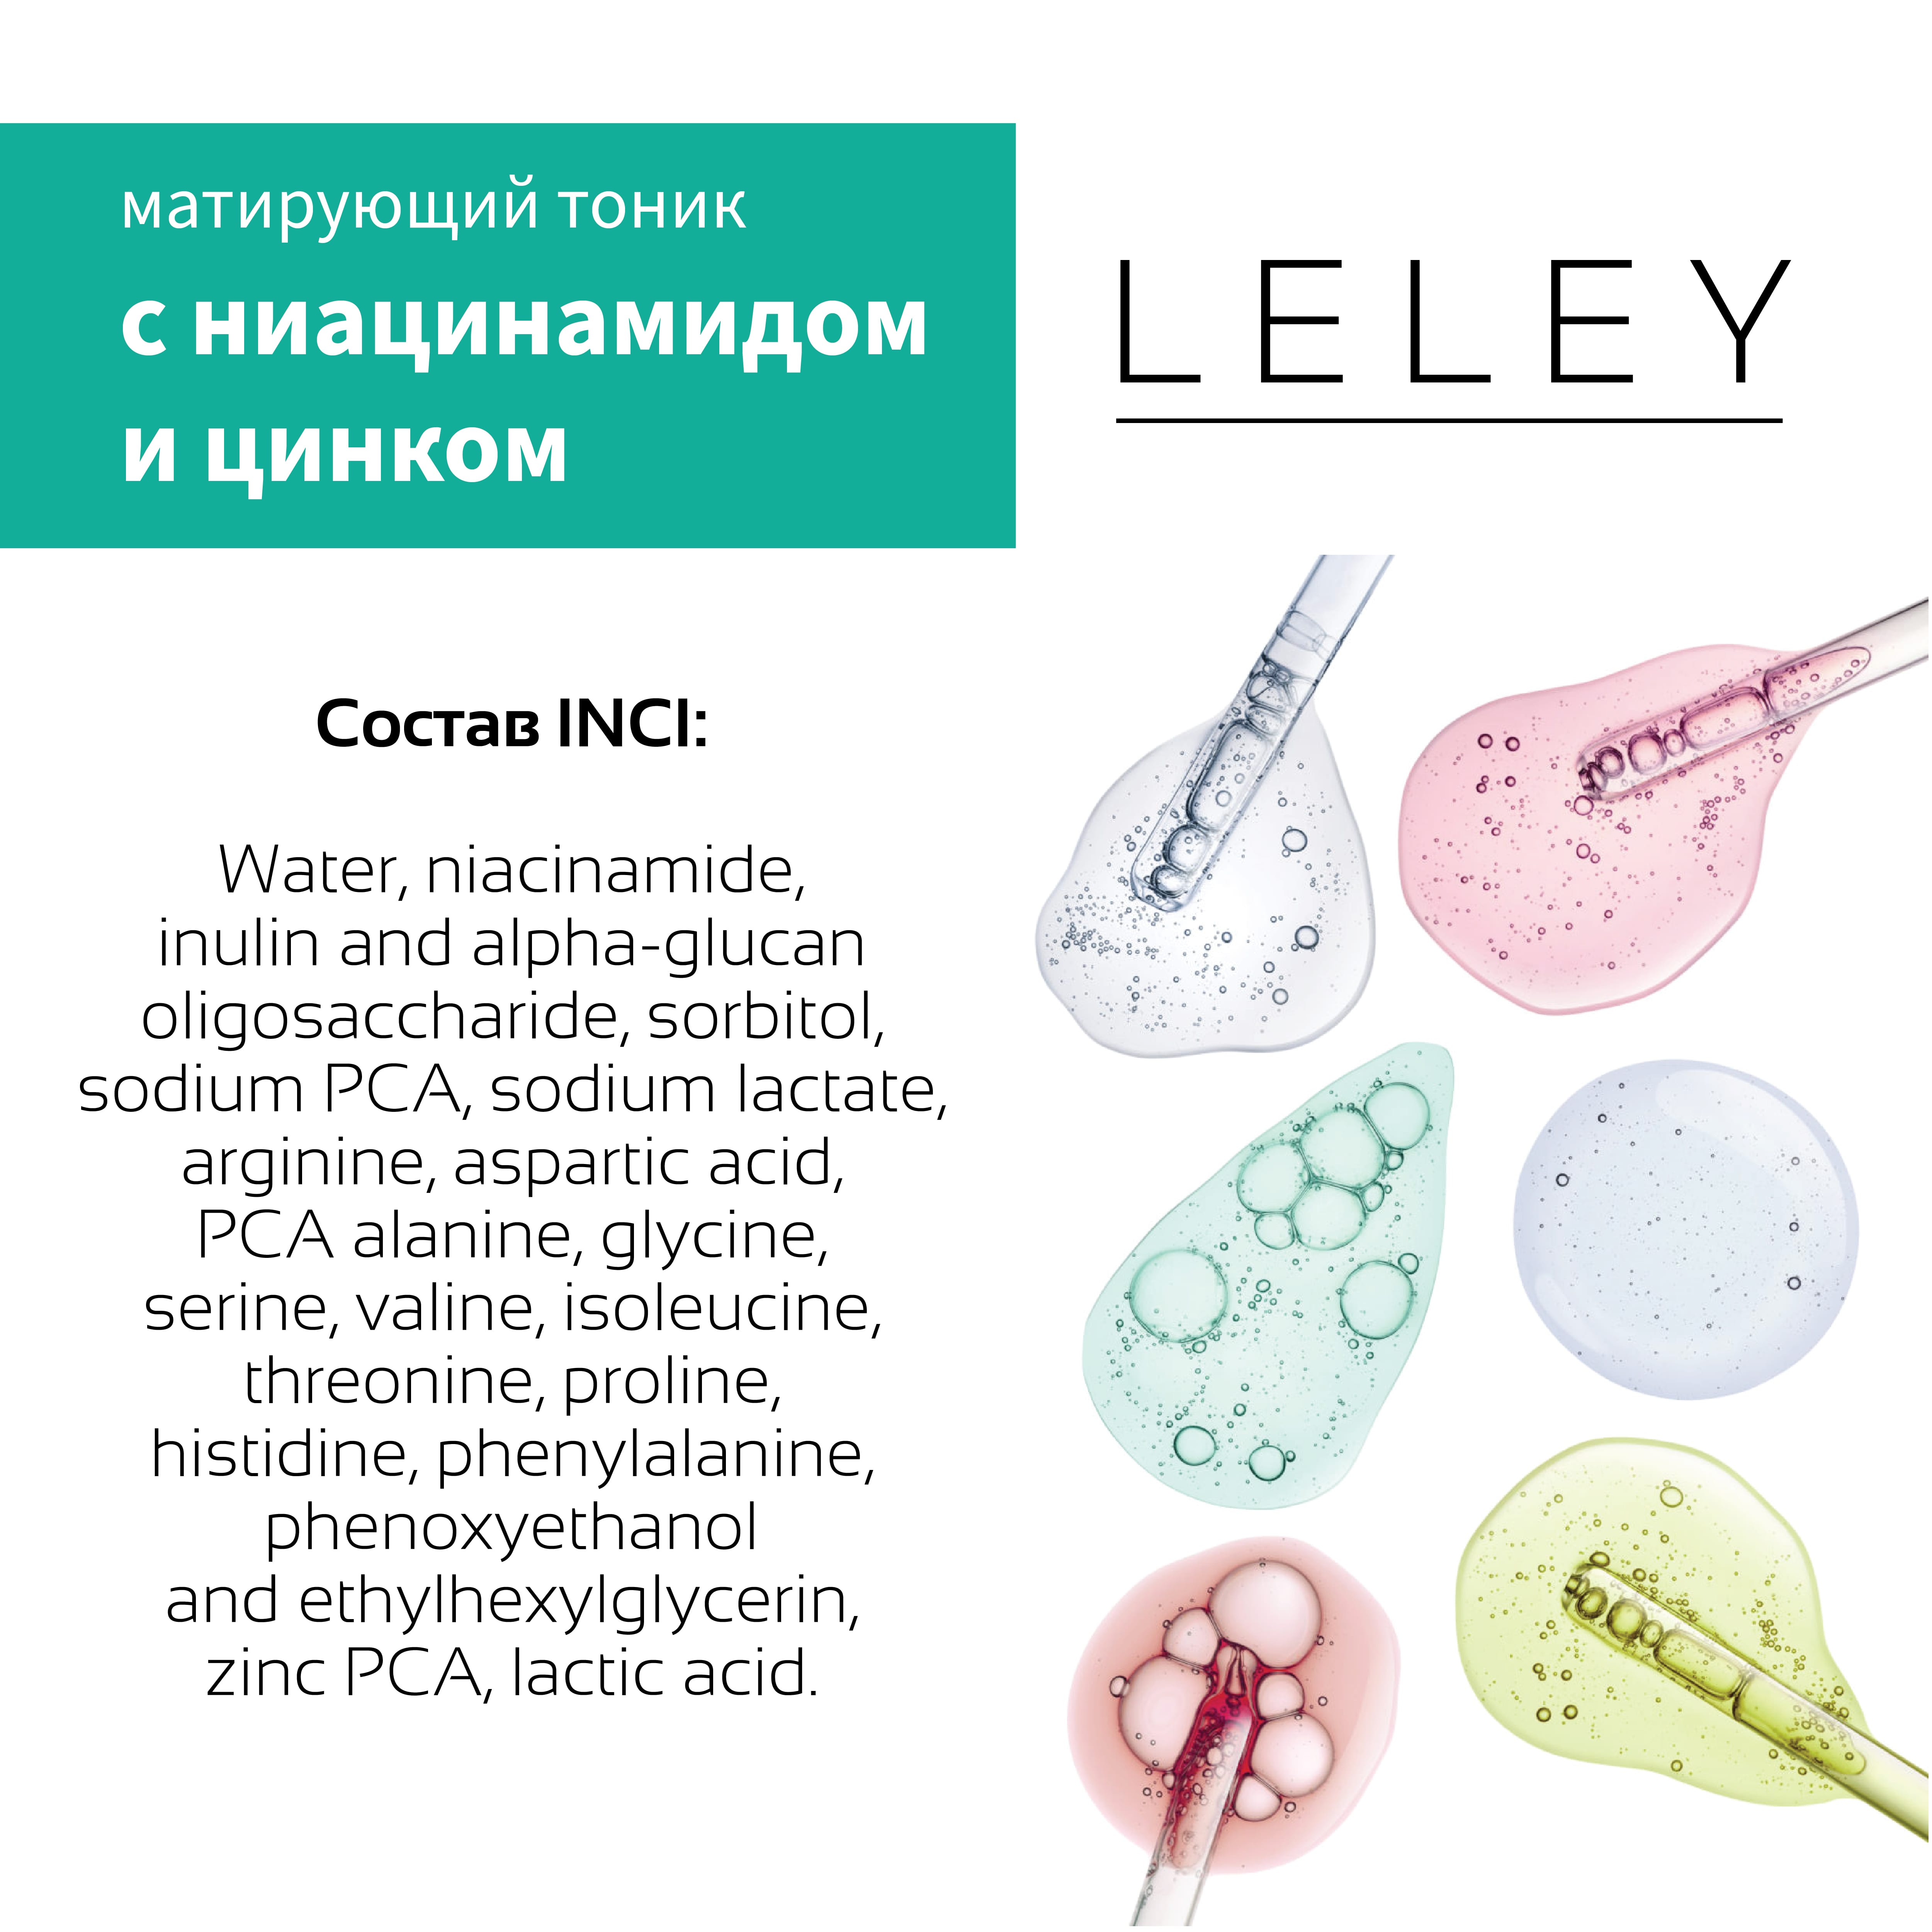 матирующий тоник
с ниацинамидом
и цинком
LELEY
Состав INCI:
Water, niacinamide,
inulin and alpha-glucan
oligosaccharide, sorbitol,
sodium PCA, sodium lactate,
arginine, aspartic acid,
PCA alanine, glycine,
serine, valine, isoleucine,
threonine, proline,
histidine, phenylalanine,
phenoxyethanol
and ethylhexylglycerin,
zinc PCA, lactic acid.